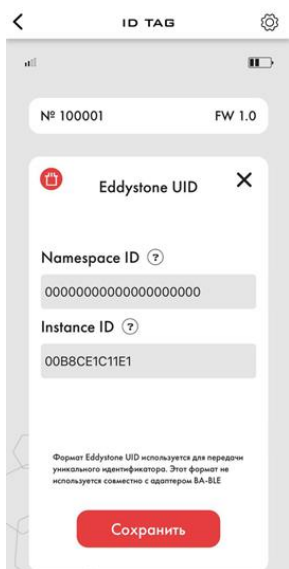 ID TAG
№ 100001 FW 1.0
Eddystone UID
Namespace ID ?
00000000000000000000
Instance ID ?
00B8CE1C11E1
Формат Eddystone UID используется для передачи
уникального идентификатора. Этот формат не
используется совместно с адаптером BA-BLE
Сохранить